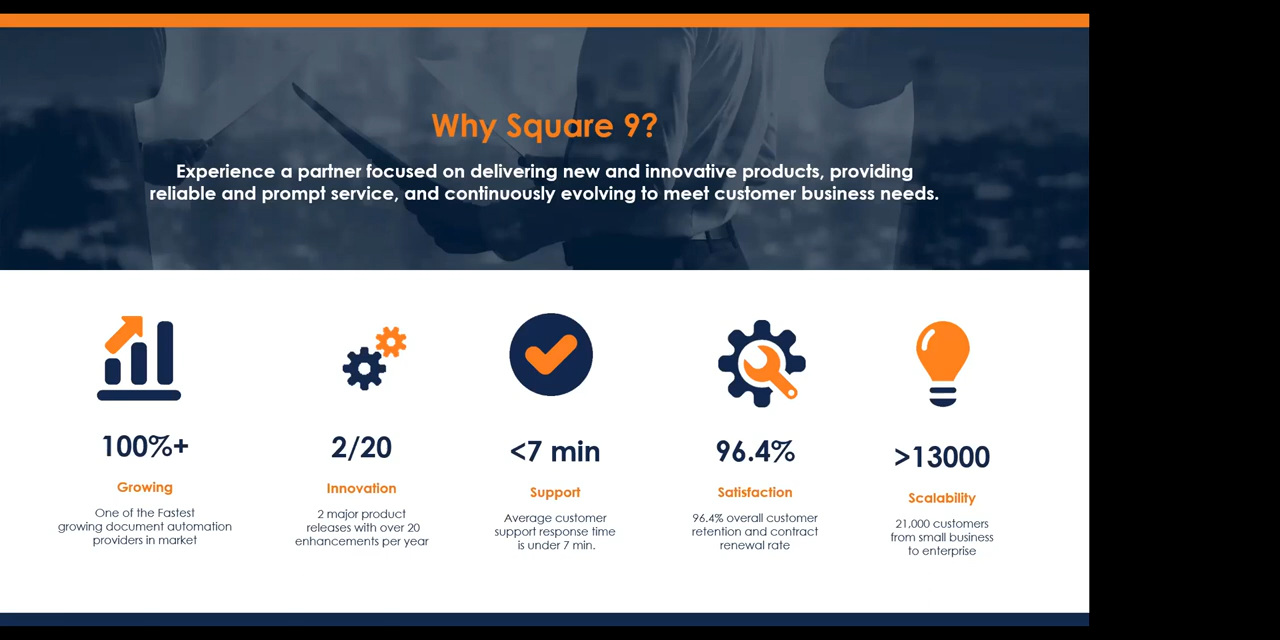 Why Square 9?
Experience a partner focused on delivering new and innovative products, providing
reliable and prompt service, and continuously evolving to meet customer business needs.
100%+
Growing
One of the Fastest
growing document automation
providers in market
2/20
Innovation
2 major product
releases with over 20
enhancements per year
<7 min
Support
Average customer
support response time
is under 7 min.
96.4%
Satisfaction
96.4% overall customer
retention and contract
renewal rate
>13000
Scalability
21,000 customers
from small business
to enterprise